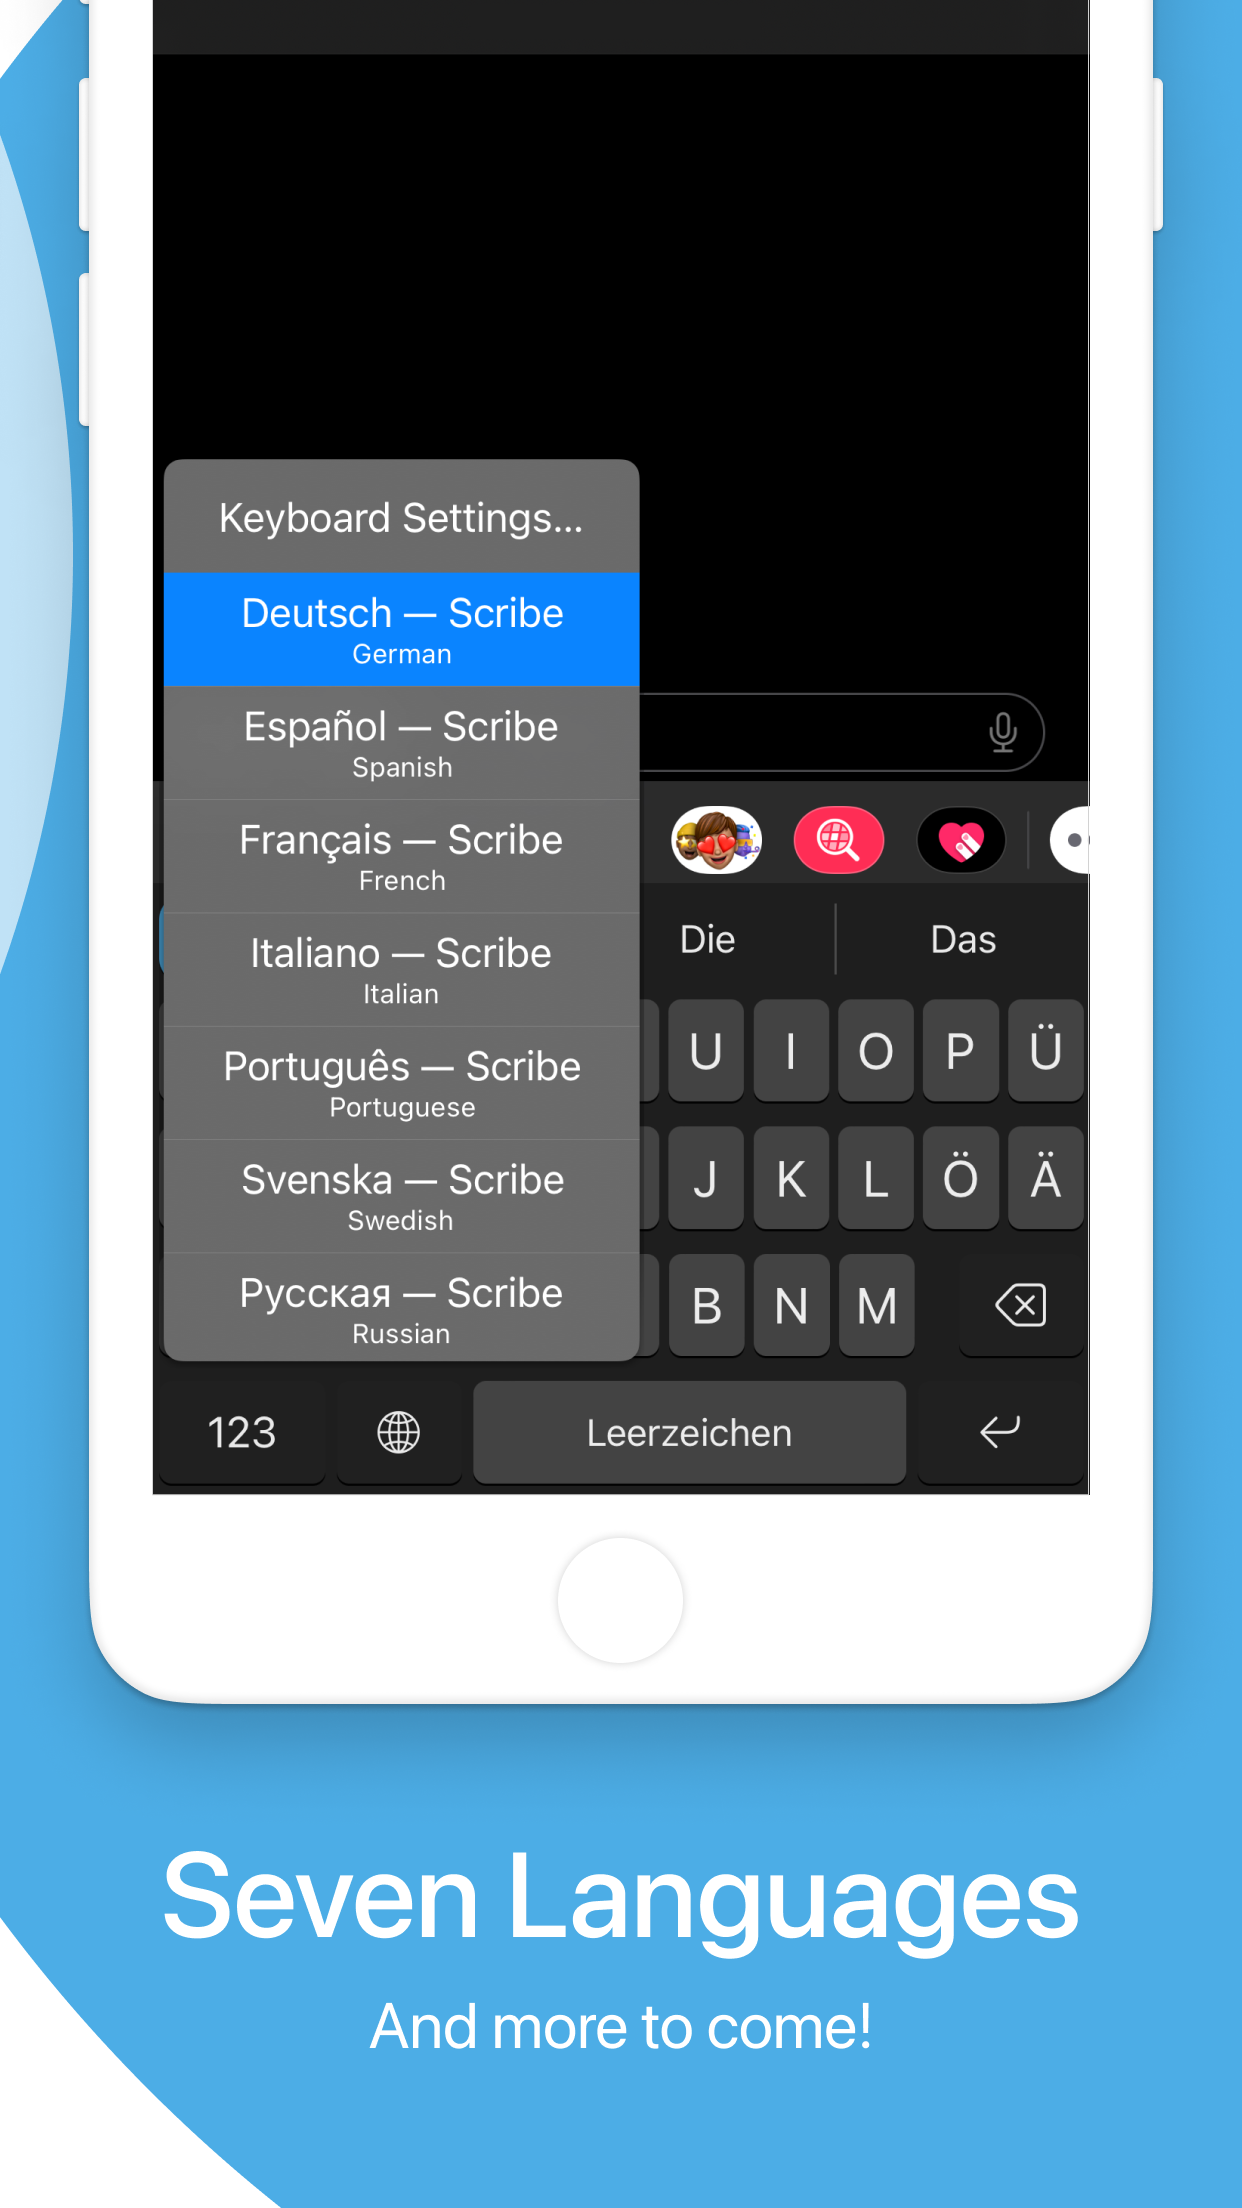 Keyboard Settings...
Deutsch — Scribe
German
Español — Scribe
Spanish
Français — Scribe
French
Italiano — Scribe
Italian
Português — Scribe
Portuguese
Svenska — Scribe
Swedish
Русская — Scribe
Russian
Die Das
U I O P Ü
J K L Ö Ä
B N M
123 Leerzeichen
Seven Languages
And more to come!